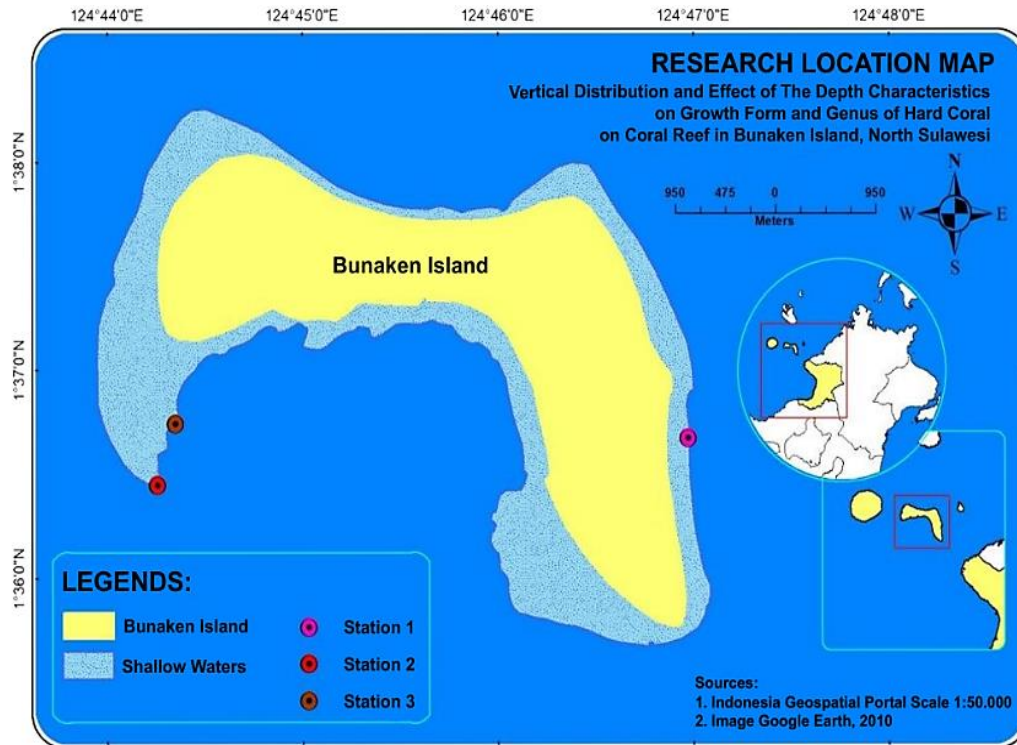 124°44'0"E 124°45'0"E 124°46'0"E 124°47'0"E 124°48'0"E
RESEARCH LOCATION MAP
Vertical Distribution and Effect of The Depth Characteristics
on Growth Form and Genus of Hard Coral
on Coral Reef in Bunaken Island, North Sulawesi
1°38'0"N
950 475 0 950
Meters
N
W E
S
Bunaken Island
1°37'0"N
1°36'0"N
LEGENDS:
Bunaken Island
Shallow Waters
Station 1
Station 2
Station 3
Sources:
1. Indonesia Geospatial Portal Scale 1:50.000
2. Image Google Earth, 2010